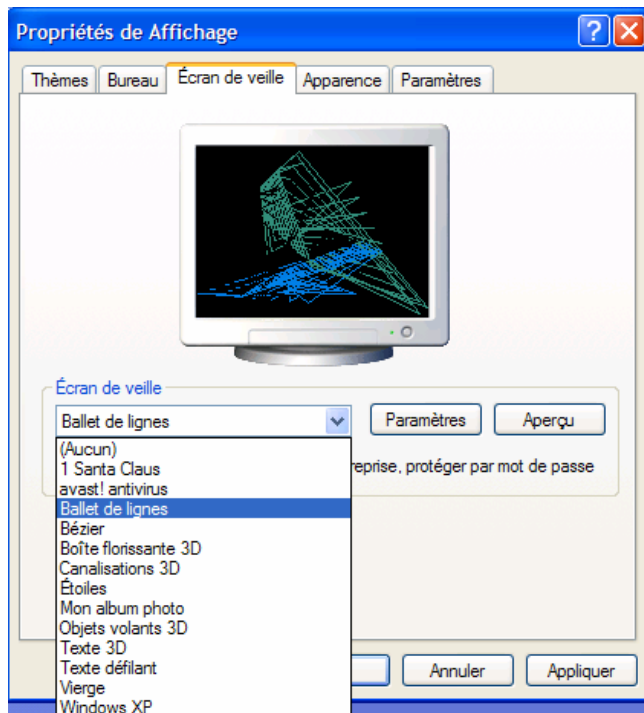 Propriétés de Affichage
Thèmes Bureau Écran de veille Apparence Paramètres
Écran de veille
Ballet de lignes Paramètres Aperçu
(Aucun)
reprise, protéger par mot de passe
1 Santa Claus
avast! antivirus
Ballet de lignes
Bézier
Boîte florissante 3D
Canalisations 3D
Étoiles
Mon album photo
Objets volants 3D
Texte 3D
Texte défilant
Vierge
Windows XP
Annuler Appliquer